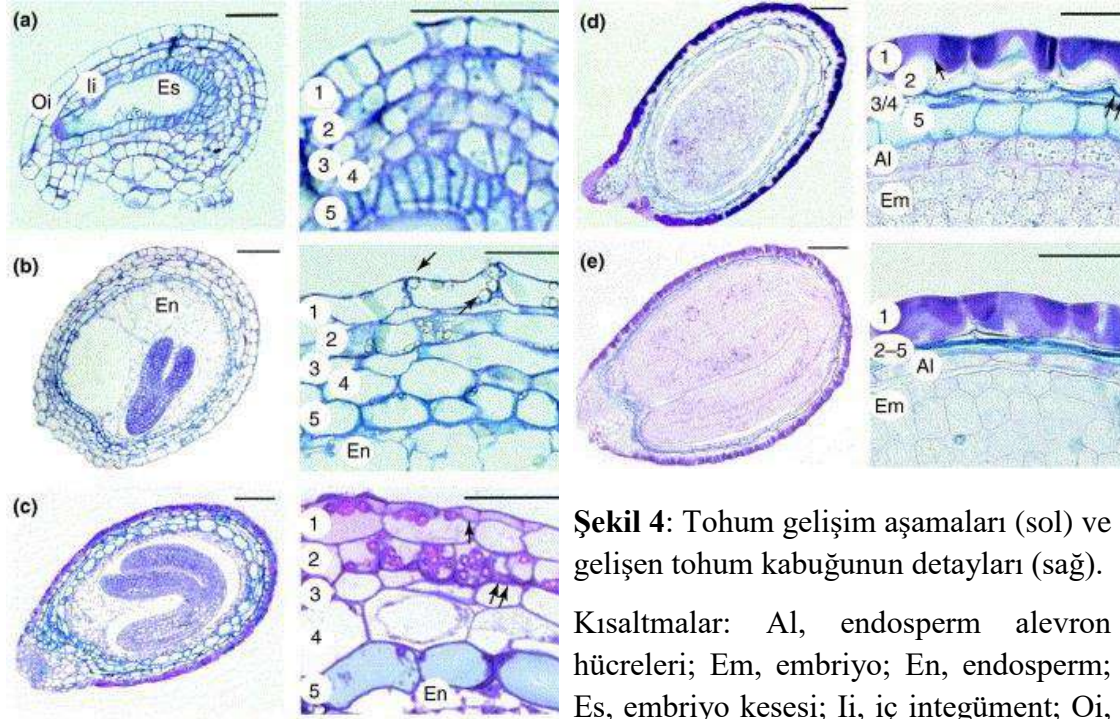 (a)
Oi
Ii
Es
1
2
3
4
5
(b)
En
1
2
3
4
5
En
(c)
1
2
3
4
5
En
(d)
1
2
3/4
5
Al
Em
(e)
1
2–5
Al
Em
Şekil 4: Tohum gelişim aşamaları (sol) ve
gelişen tohum kabuğunun detayları (sağ).
Kısaltmalar: Al, endosperm alevron
hücreleri; Em, embriyo; En, endosperm;
Es, embriyo kesesi; Ii, iç integüment; Oi,